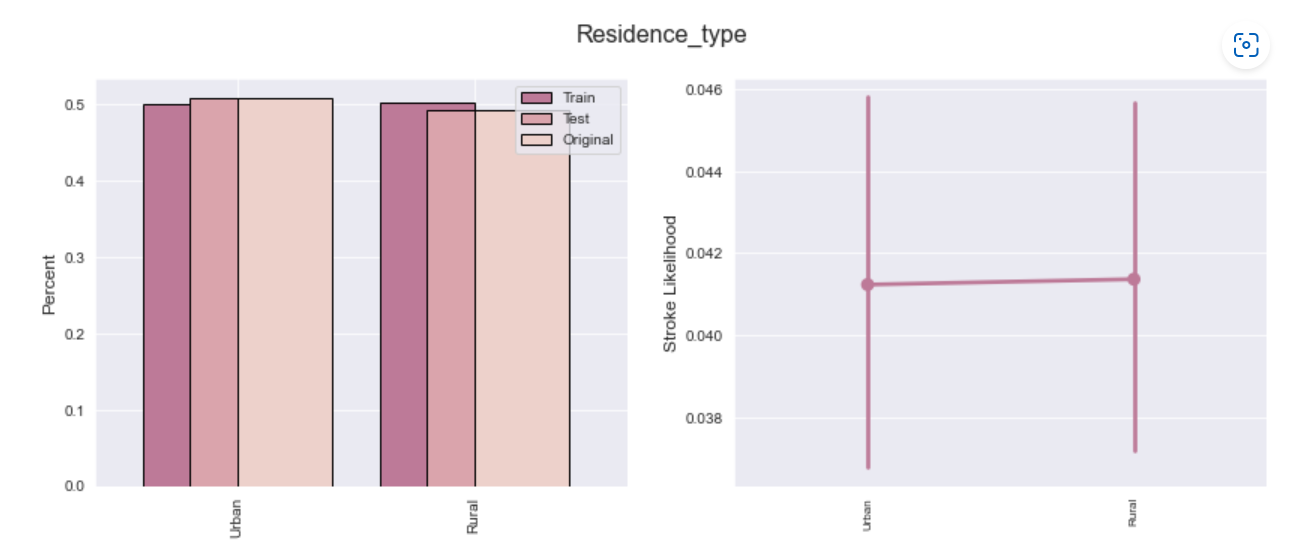 Residence_type
Percent
0.5
0.4
0.3
0.2
0.1
0.0
Urban
Rural
Train
Test
Original
Stroke Likelihood
0.046
0.044
0.042
0.040
0.038
Urban
Rural